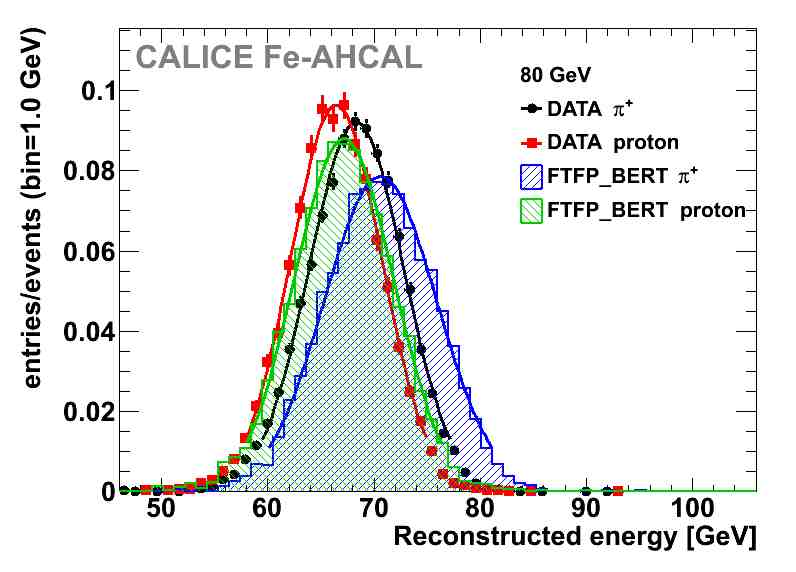 CALICE Fe-AHCAL
80 GeV
DATA π+
DATA proton
FTFP_BERT π+
FTFP_BERT proton
entries/events (bin=1.0 GeV)
0.1
0.08
0.06
0.04
0.02
0
50 60 70 80 90 100
Reconstructed energy [GeV]